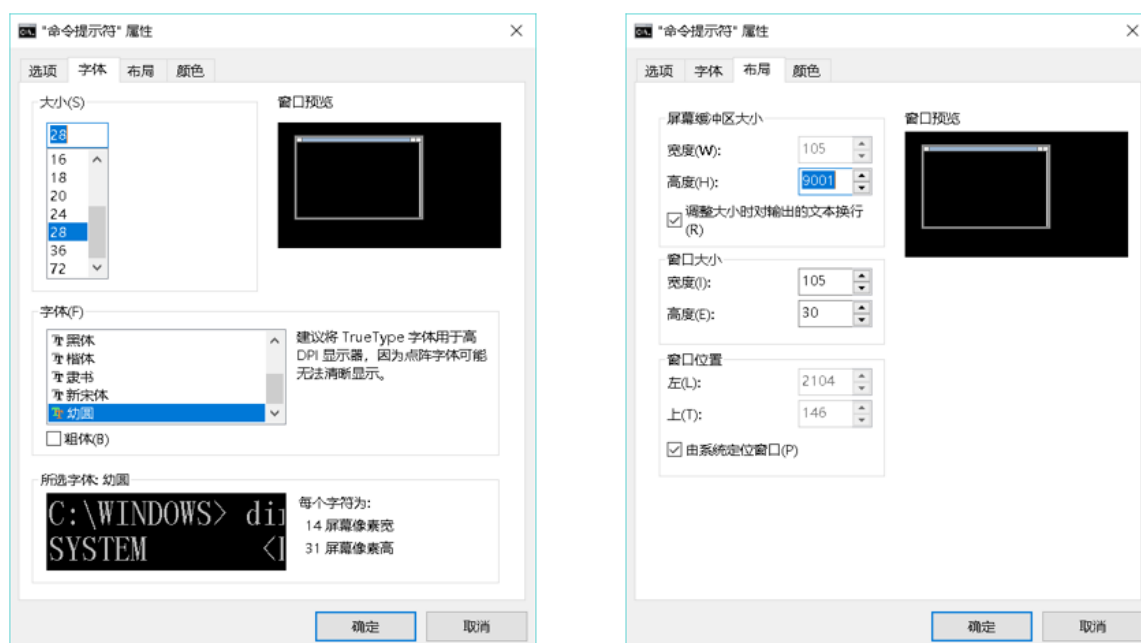 "命令提示符" 属性
选项 字体 布局 颜色
大小(S)
28
16
18
20
24
28
36
72
窗口预览
字体(F)
黑体
楷体
隶书
新宋体
幼圆
建议将 TrueType 字体用于高
DPI 显示器，因为点阵字体可能
无法清晰显示。
粗体(B)
所选字体: 幼圆
C:\WINDOWS> di
SYSTEM <
每个字符为:
14 屏幕像素宽
31 屏幕像素高
确定 取消
"命令提示符" 属性
选项 字体 布局 颜色
屏幕缓冲区大小
宽度(W): 105
高度(H): 9001
调整大小时对输出的文本换行
(R)
窗口大小
宽度(I): 105
高度(E): 30
窗口位置
左(L): 2104
上(T): 146
由系统定位窗口(P)
窗口预览
确定 取消